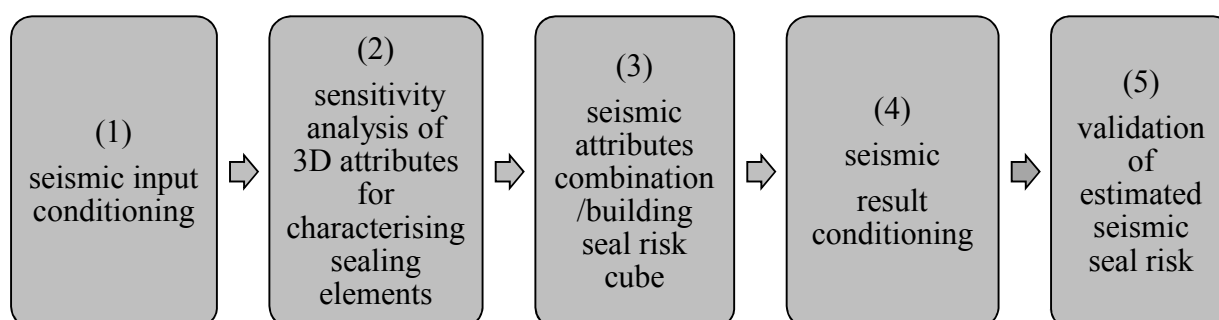 (1)
seismic input
conditioning
(2)
sensitivity
analysis of
3D attributes
for
characterising
sealing
elements
(3)
seismic
attributes
combination
/building
seal risk
cube
(4)
seismic
result
conditioning
(5)
validation
of
estimated
seismic
seal risk